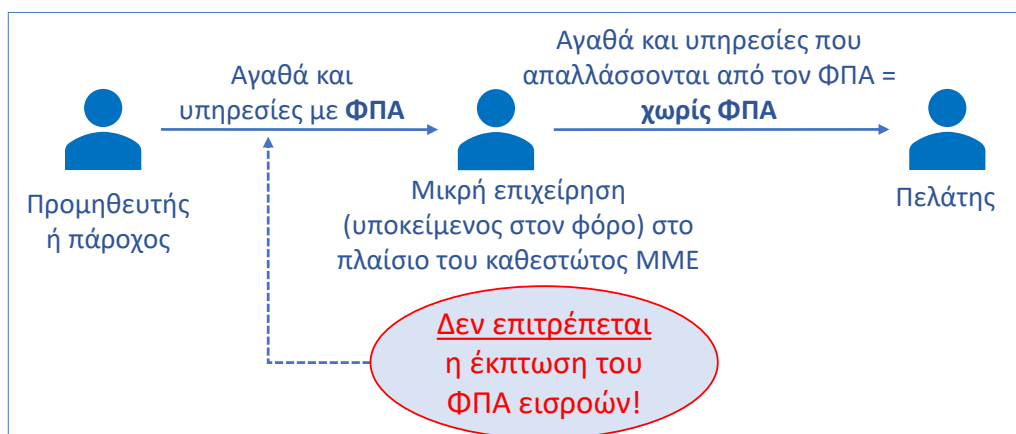 Αγαθά και
υπηρεσίες με ΦΠΑ
Αγαθά και υπηρεσίες που
απαλλάσσονται από τον ΦΠΑ =
χωρίς ΦΠΑ
Προμηθευτής
ή πάροχος
Μικρή επιχείρηση
(υποκείμενος στον φόρο) στο
πλαίσιο του καθεστώτος ΜΜΕ
Πελάτης
Δεν επιτρέπεται
η έκπτωση του
ΦΠΑ εισροών!